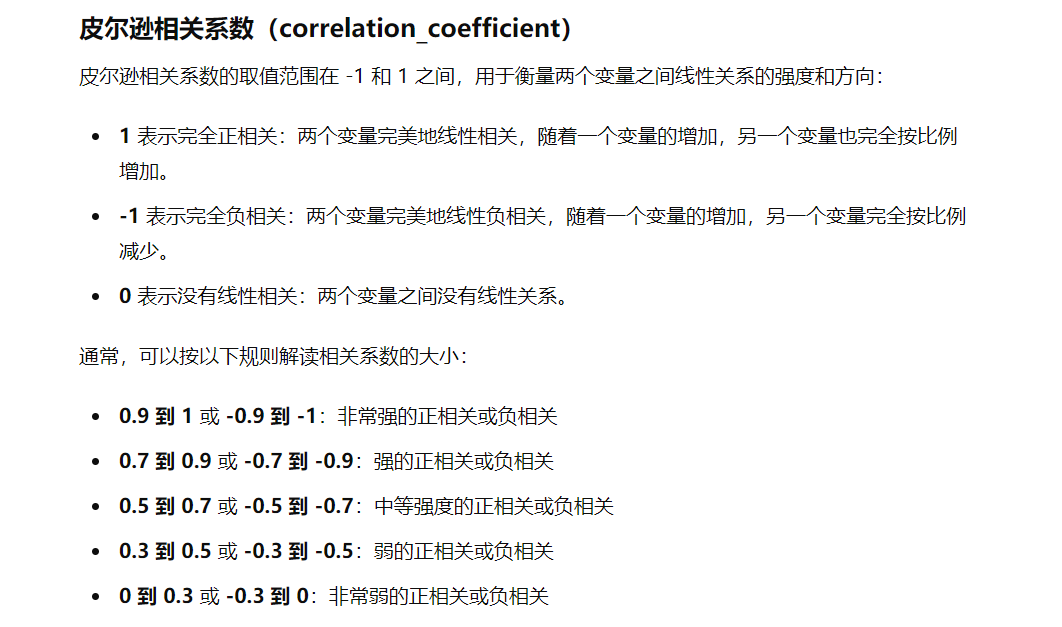 皮尔逊相关系数（correlation_coefficient）
皮尔逊相关系数的取值范围在 -1 和 1 之间，用于衡量两个变量之间线性关系的强度和方向：
• 1 表示完全正相关：两个变量完美地线性相关，随着一个变量的增加，另一个变量也完全按比例
增加。
• -1 表示完全负相关：两个变量完美地线性负相关，随着一个变量的增加，另一个变量完全按比例
减少。
• 0 表示没有线性相关：两个变量之间没有线性关系。
通常，可以按以下规则解读相关系数的大小：
• 0.9 到 1 或 -0.9 到 -1：非常强的正相关或负相关
• 0.7 到 0.9 或 -0.7 到 -0.9：强的正相关或负相关
• 0.5 到 0.7 或 -0.5 到 -0.7：中等强度的正相关或负相关
• 0.3 到 0.5 或 -0.3 到 -0.5：弱的正相关或负相关
• 0 到 0.3 或 -0.3 到 0：非常弱的正相关或负相关